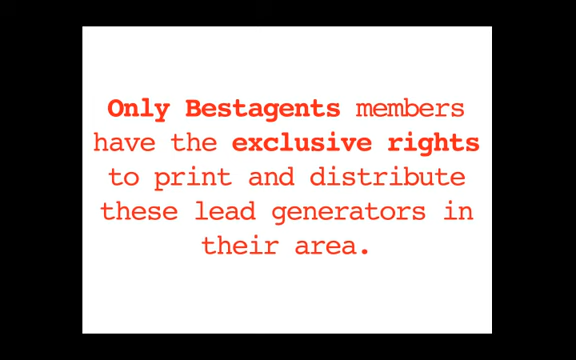 Only Bestagents members
have the exclusive rights
to print and distribute
these lead generators in
their area.